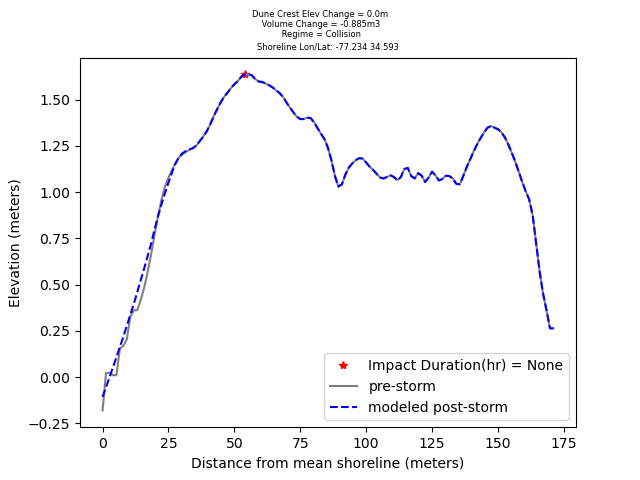 Dune Crest Elev Change = 0.0m
Volume Change = -0.885m3
Regime = Collision
Shoreline Lon/Lat: -77.234 34.593
1.50
1.25
1.00
0.75
0.50
0.25
0.00
−0.25
Elevation (meters)
Impact Duration(hr) = None
pre-storm
modeled post-storm
0 25 50 75 100 125 150 175
Distance from mean shoreline (meters)